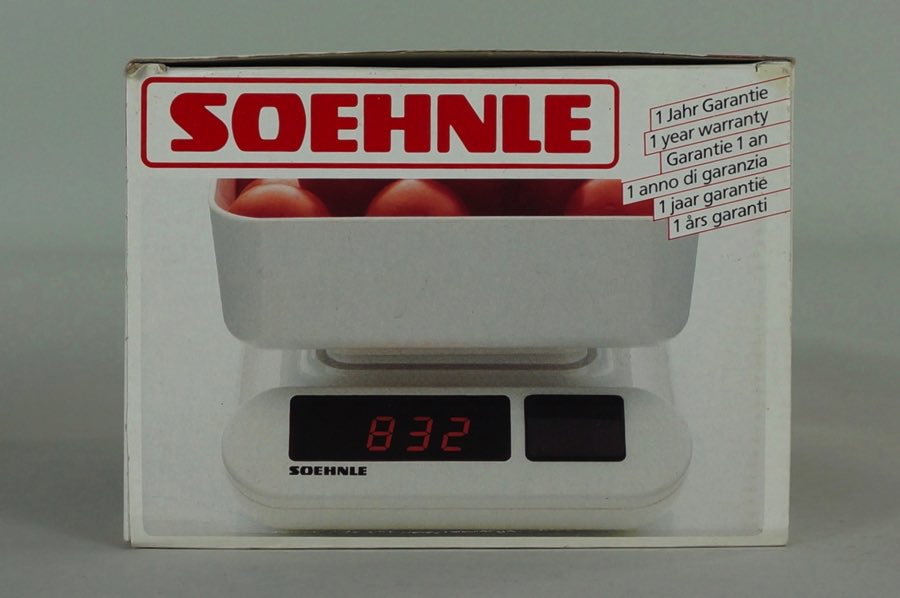 SOEHNLE
1 Jahr Garantie
1 year warranty
Garantie 1 an
1 anno di garanzia
1 jaar garantie
1 års garanti
832
SOEHNLE